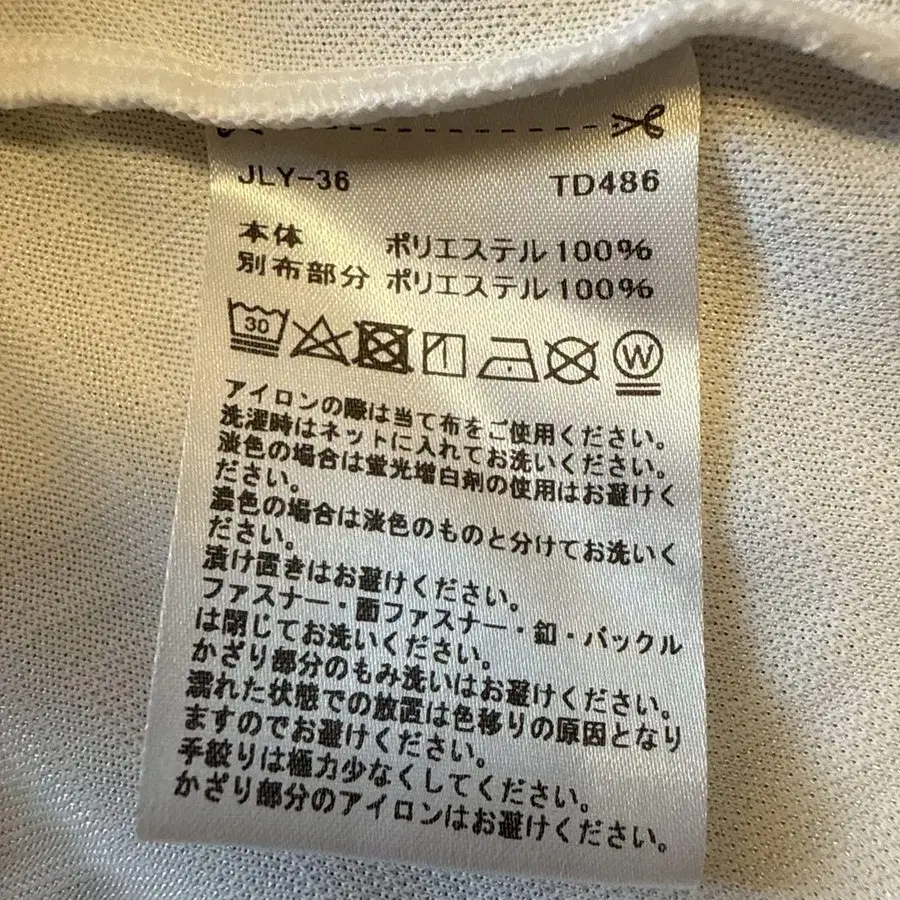 JLY-36 TD486
本体 ポリエステル 100%
別布部分 ポリエステル 100%
30 W
アイロンの際は当て布をご使用ください。
洗濯時はネットに入れてお洗いください。
淡色の場合は蛍光増白剤の使用はお避けく
ださい。
濃色の場合は淡色のものと分けてお洗いく
ださい。
漬け置きはお避けください。
ファスナー・面ファスナー・釦・バックル
は閉じてお洗いください。
かざり部分のもみ洗いはお避けください。
濡れた状態での放置は色移りの原因となり
ますのでお避けください。
手絞りは極力少なくしてください。
かざり部分のアイロンはお避けください。